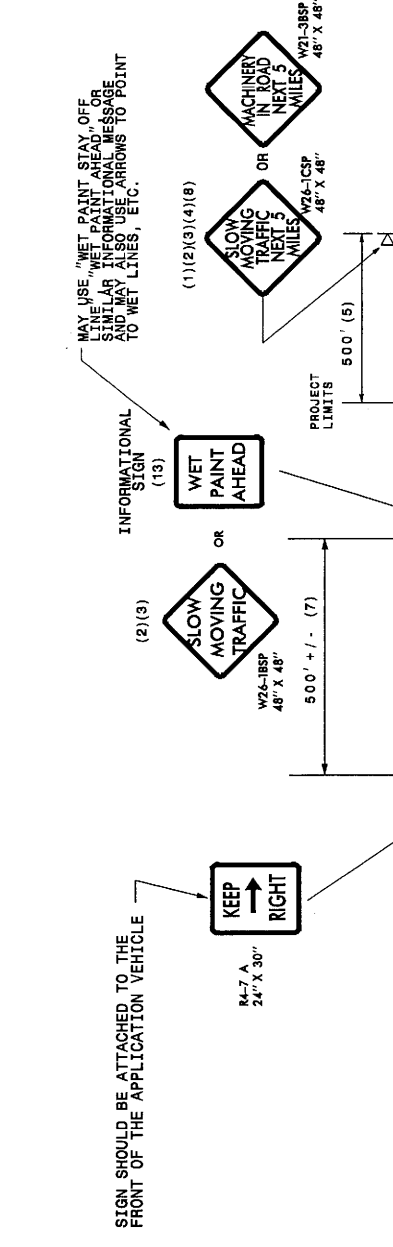 SIGN SHOULD BE ATTACHED TO THE
FRONT OF THE APPLICATION VEHICLE
KEEP
RIGHT
R4-7 A
24" X 30"
(2)(3)
SLOW
MOVING
TRAFFIC
W26-1BSP
48" X 48"
500' +/- (7)
OR
INFORMATIONAL
SIGN
(13)
WET
PAINT
AHEAD
MAY USE "WET PAINT STAY OFF
LINE" "WET PAINT AHEAD", OR
SIMILAR INFORMATIONAL MESSAGE
AND MAY ALSO USE ARROWS TO POINT
TO WET LINES, ETC.
PROJECT
LIMITS
500' (5)
(1)(2)(3)(4)(8)
SLOW
MOVING
TRAFFIC
NEXT 5
MILES
W26-1CSP
48" X 48"
OR
MACHINERY
IN ROAD
NEXT 5
MILES
W21-3BSP
48" X 48"